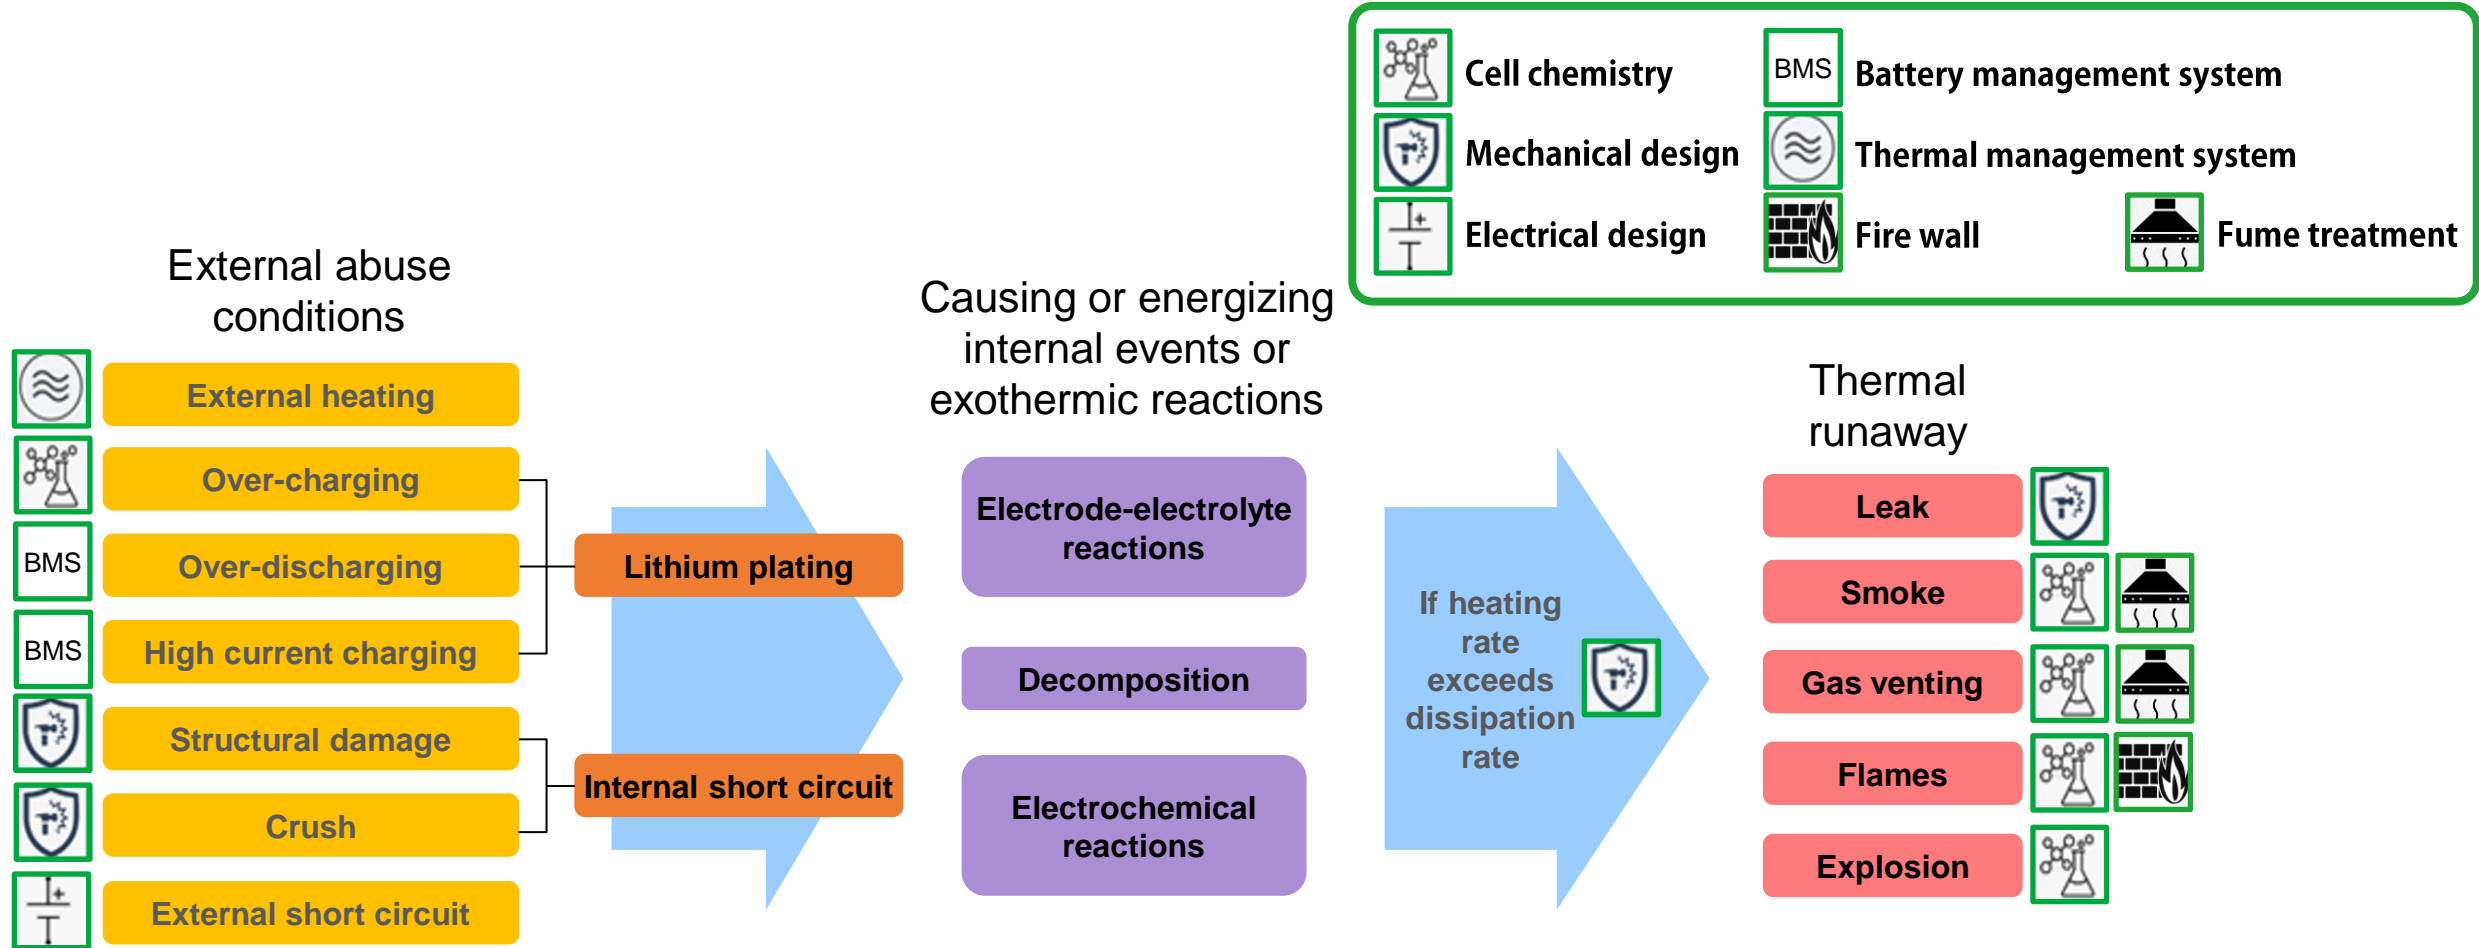 Cell chemistry
BMS
Battery management system
Mechanical design
Thermal management system
Electrical design
Fire wall
Fume treatment
External abuse
conditions
External heating
Over-charging
BMS
Over-discharging
BMS
High current charging
Structural damage
Crush
External short circuit
Lithium plating
Internal short circuit
Causing or energizing
internal events or
exothermic reactions
Electrode-electrolyte
reactions
Decomposition
Electrochemical
reactions
If heating
rate
exceeds
dissipation
rate
Thermal
runaway
Leak
Smoke
Gas venting
Flames
Explosion